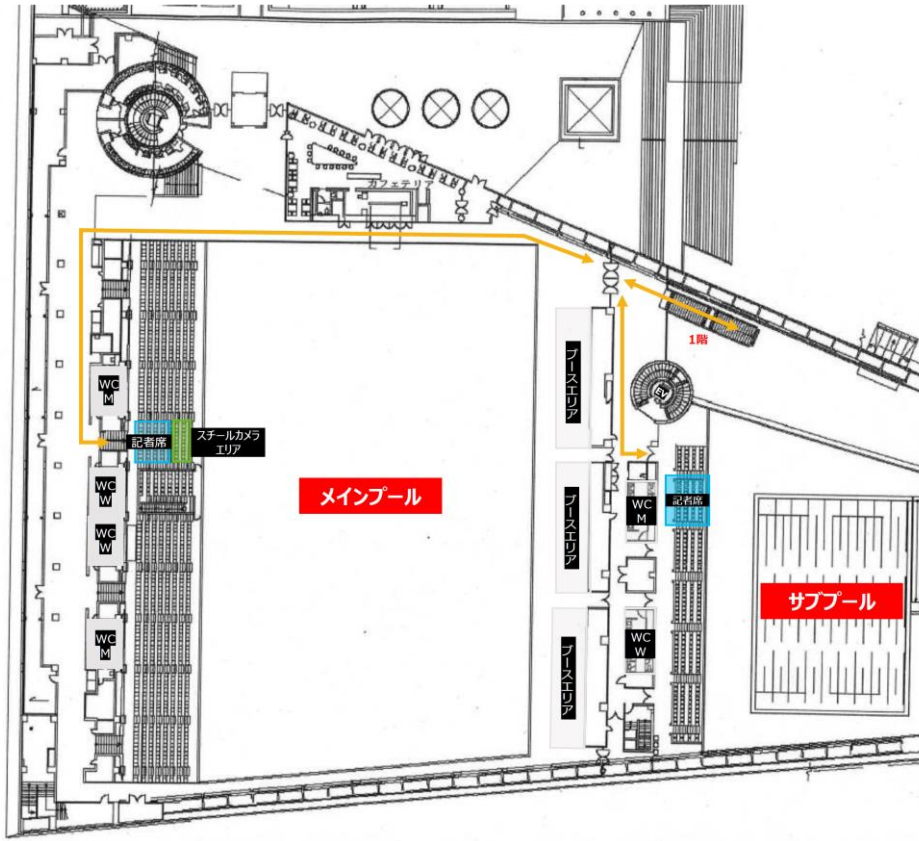 カフェテリア
1階
ブースエリア
EV
WC
M
記者席
スチールカメラ
エリア
WC
W
WC
W
メインプール
ブースエリア
WC
M
記者席
サブプール
WC
M
ブースエリア
WC
W